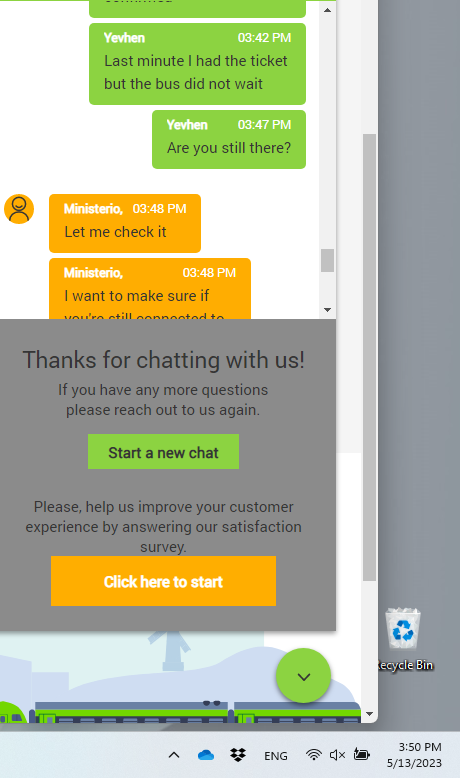 Yevhen 03:42 PM
Last minute I had the ticket
but the bus did not wait
Yevhen 03:47 PM
Are you still there?
Ministerio, 03:48 PM
Let me check it
Ministerio, 03:48 PM
I want to make sure if
you're still connected to
Thanks for chatting with us!
If you have any more questions
please reach out to us again.
Start a new chat
Please, help us improve your customer
experience by answering our satisfaction
survey.
Click here to start
Recycle Bin
ENG
3:50 PM
5/13/2023